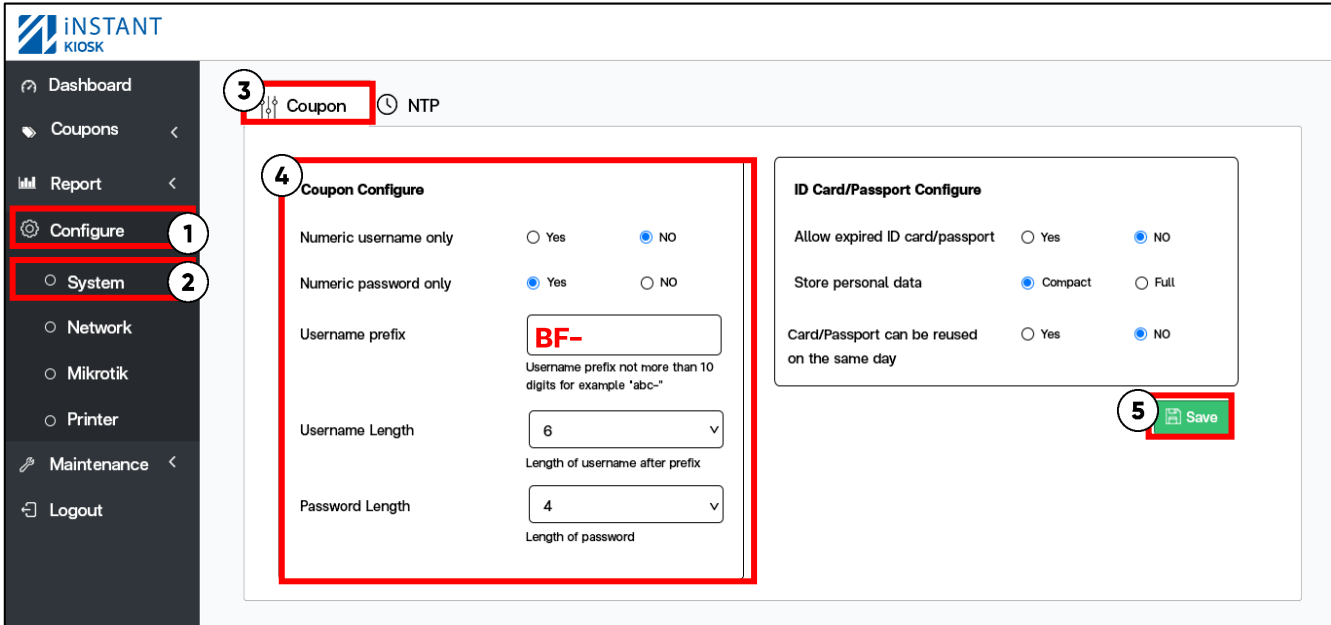 iNSTANT
KIOSK
Dashboard
Coupons
Report
1
Configure
2
System
Network
Mikrotik
Printer
Maintenance
Logout
3
Coupon
NTP
4
Coupon Configure
Numeric username only
Yes
NO
Numeric password only
Yes
NO
Username prefix
BF-
Username prefix not more than 10
digits for example "abc-"
Username Length
6
Length of username after prefix
Password Length
4
Length of password
ID Card/Passport Configure
Allow expired ID card/passport
Yes
NO
Store personal data
Compact
Full
Card/Passport can be reused
on the same day
Yes
NO
5
Save